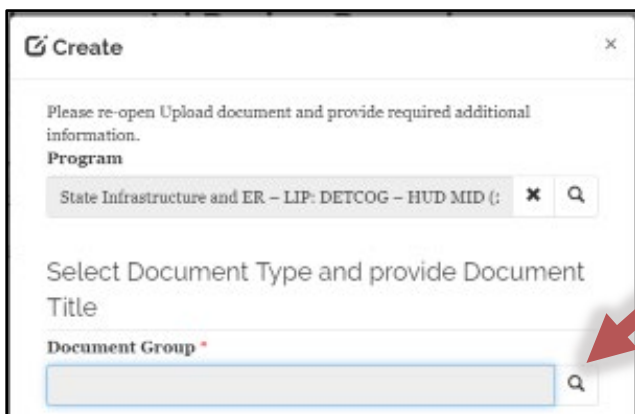 Create
Please re-open Upload document and provide required additional
information.
Program
State Infrastructure and ER – LIP: DETCOG – HUD MID (:
Select Document Type and provide Document
Title
Document Group *